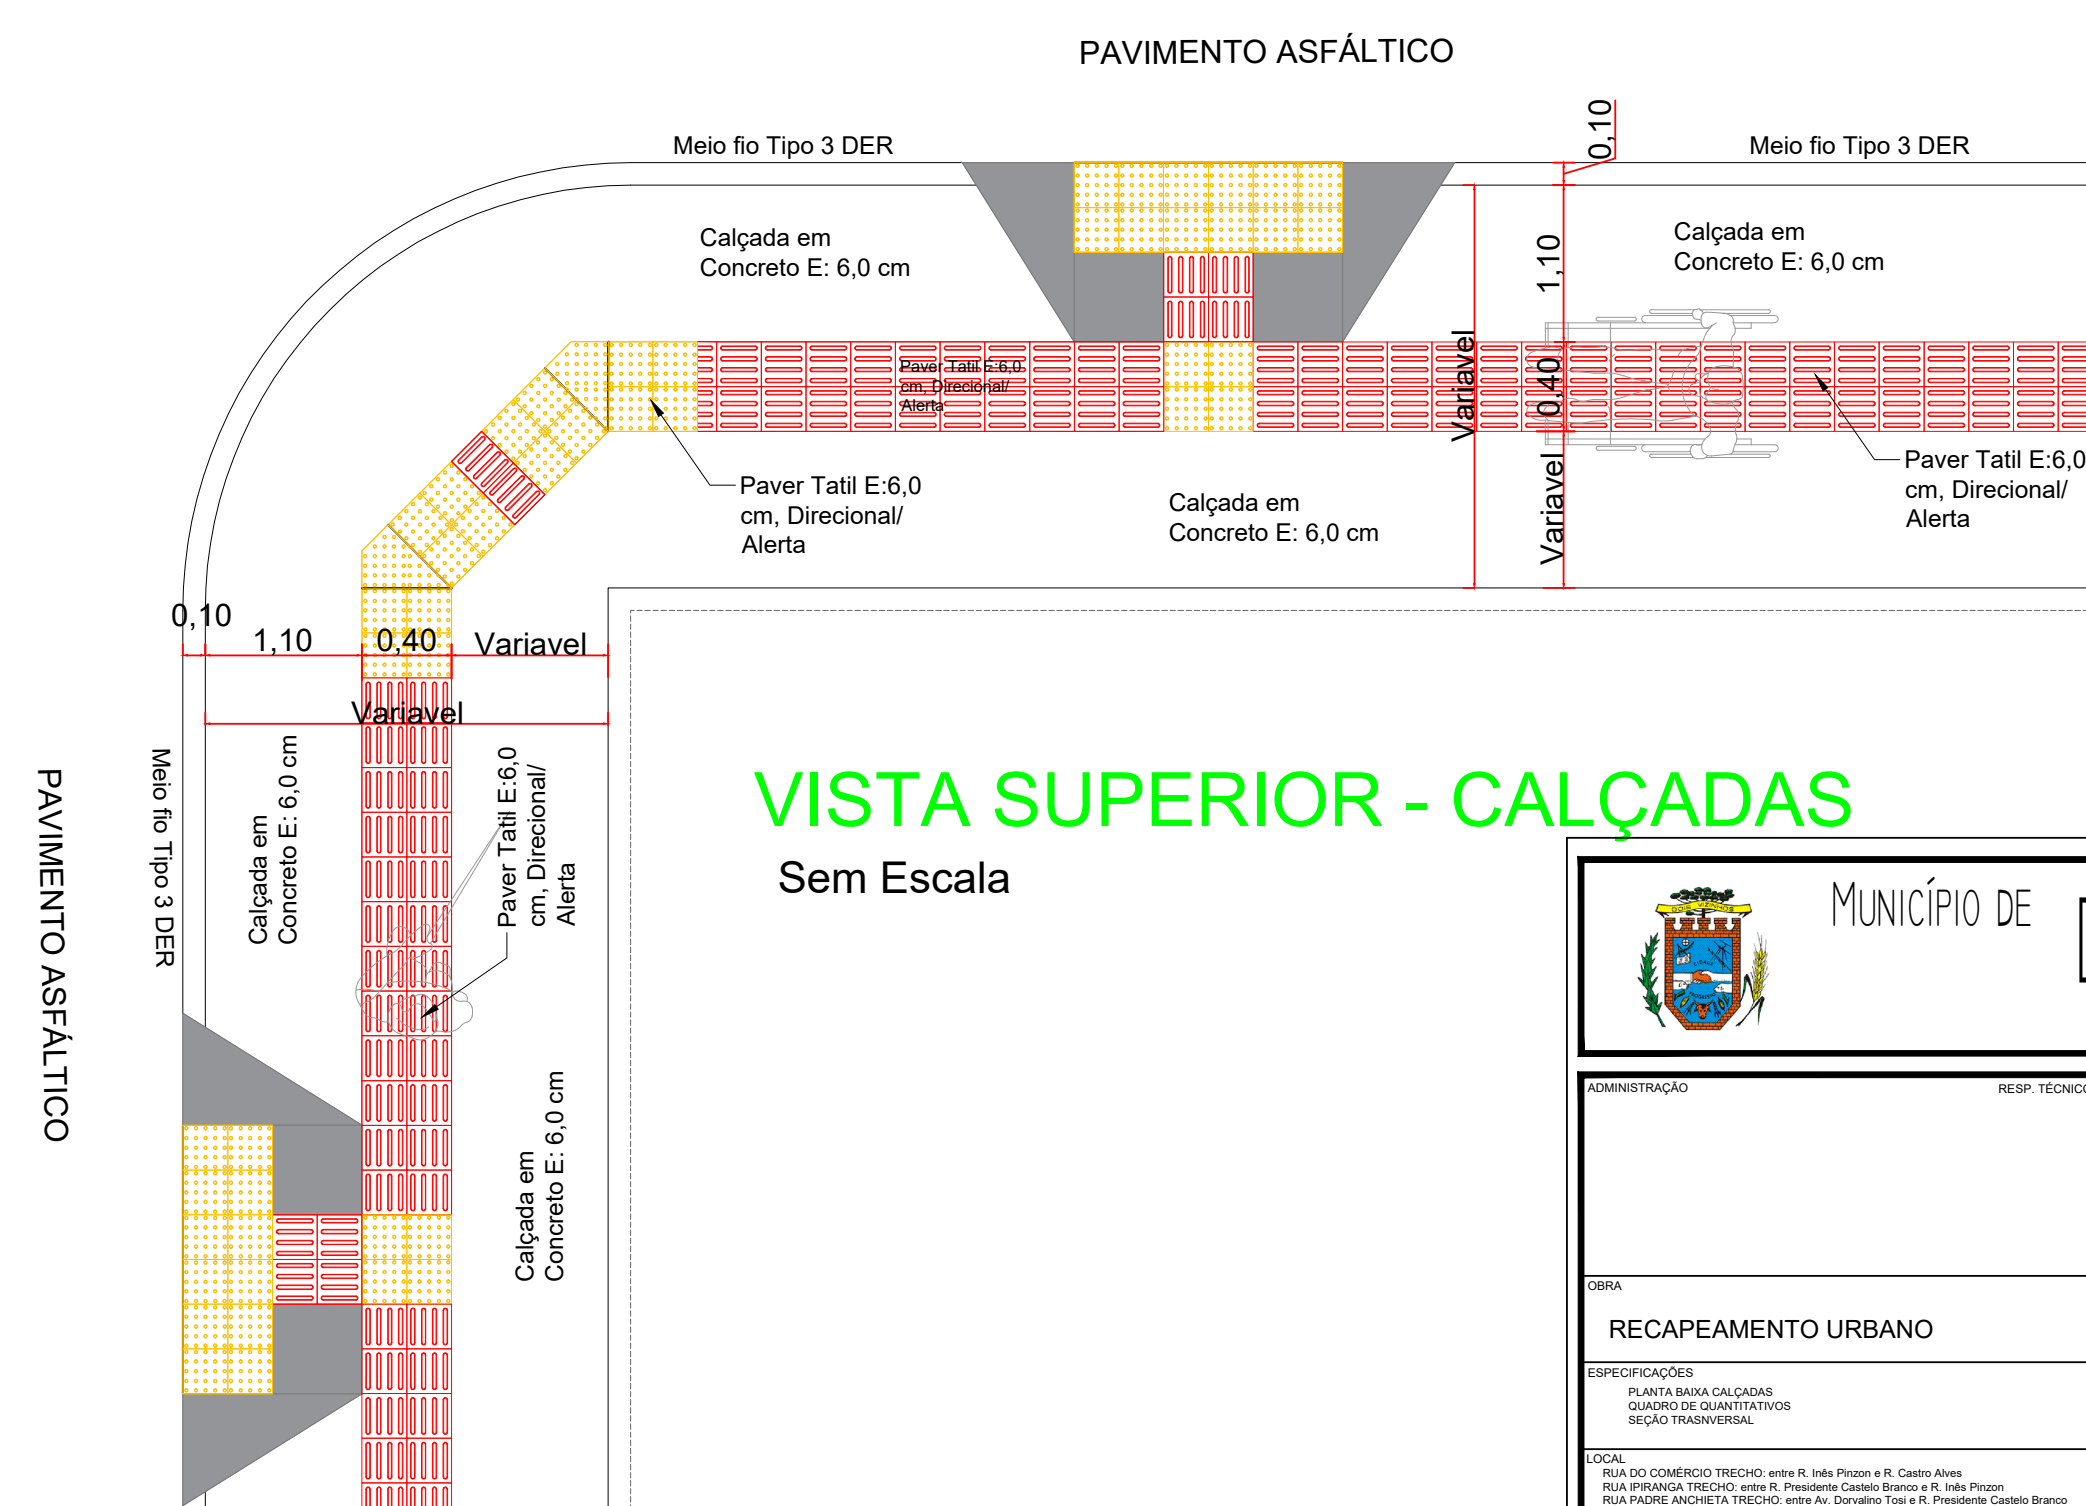 PAVIMENTO ASFÁLTICO
0,10
Meio fio Tipo 3 DER
Meio fio Tipo 3 DER
Calçada em
Concreto E: 6,0 cm
1,10
Calçada em
Concreto E: 6,0 cm
Variavel
0,40
Paver Tatil E:6,0
cm, Direcional/
Alerta
Paver Tatil E:6,0
cm, Direcional/
Alerta
Calçada em
Concreto E: 6,0 cm
Variavel
Paver Tatil E:6,0
cm, Direcional/
Alerta
0,10
1,10
0,40
Variavel
Variavel
PAVIMENTO ASFÁLTICO
Meio fio Tipo 3 DER
Calçada em
Concreto E: 6,0 cm
Paver Tatil E:6,0
cm, Direcional/
Alerta
Calçada em
Concreto E: 6,0 cm
VISTA SUPERIOR - CALÇADAS
Sem Escala
DOIS VIZINHOS
MUNICÍPIO DE
ADMINISTRAÇÃO
RESP. TÉCNICO
OBRA
RECAPEAMENTO URBANO
ESPECIFICAÇÕES
PLANTA BAIXA CALÇADAS
QUADRO DE QUANTITATIVOS
SEÇÃO TRASNVERSAL
LOCAL
RUA DO COMÉRCIO TRECHO: entre R. Inês Pinzon e R. Castro Alves
RUA IPIRANGA TRECHO: entre R. Presidente Castelo Branco e R. Inês Pinzon
RUA PADRE ANCHIETA TRECHO: entre Av. Dorvalino Tosi e R. Presidente Castelo Branco